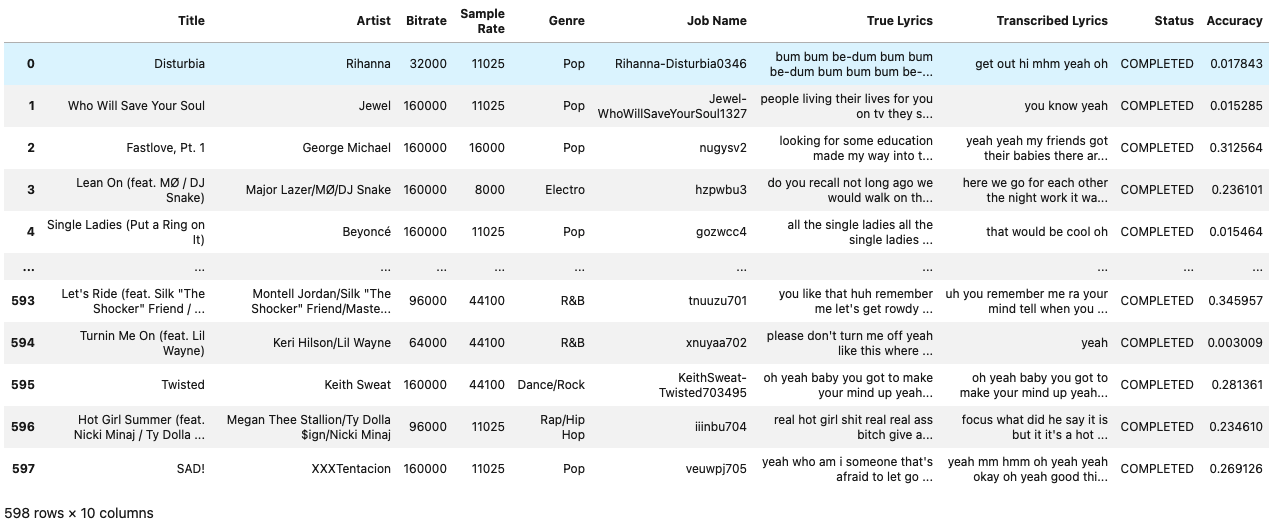 Title Artist Bitrate Sample Rate Genre Job Name True Lyrics Transcribed Lyrics Status Accuracy
0 Disturbia Rihanna 32000 11025 Pop Rihanna-Disturbia0346 bum bum be-dum bum bum be-dum bum bum bum be-... get out hi mhm yeah oh COMPLETED 0.017843
1 Who Will Save Your Soul Jewel 160000 11025 Pop Jewel-WhoWillSaveYourSoul1327 people living their lives for you on tv they s... you know yeah COMPLETED 0.015285
2 Fastlove, Pt. 1 George Michael 160000 16000 Pop nugysv2 looking for some education made my way into t... yeah yeah my friends got their babies there ar... COMPLETED 0.312564
3 Lean On (feat. MØ / DJ Snake) Major Lazer/MØ/DJ Snake 160000 8000 Electro hzpwbu3 do you recall not long ago we would walk on th... here we go for each other the night work it wa... COMPLETED 0.236101
4 Single Ladies (Put a Ring on It) Beyoncé 160000 11025 Pop gozwcc4 all the single ladies all the single ladies ... that would be cool oh COMPLETED 0.015464
... ... ... ... ... ... ... ... ... ... ...
593 Let's Ride (feat. Silk "The Shocker" Friend / ... Montell Jordan/Silk "The Shocker" Friend/Maste... 96000 44100 R&B tnuuzu701 you like that huh remember me let's get rowdy ... uh you remember me ra your mind tell when you ... COMPLETED 0.345957
594 Turnin Me On (feat. Lil Wayne) Keri Hilson/Lil Wayne 64000 44100 R&B xnuyaa702 please don't turn me off yeah like this where ... yeah COMPLETED 0.003009
595 Twisted Keith Sweat 160000 44100 Dance/Rock KeithSweat-Twisted703495 oh yeah baby you got to make your mind up yeah... oh yeah baby you got to make your mind up yeah... COMPLETED 0.281361
596 Hot Girl Summer (feat. Nicki Minaj / Ty Dolla ... Megan Thee Stallion/Ty Dolla $ign/Nicki Minaj 96000 11025 Rap/Hip Hop iiinbu704 real hot girl shit real real ass bitch give a... focus what did he say it is but it it's a hot ... COMPLETED 0.234610
597 SAD! XXXTentacion 160000 11025 Pop veuwpj705 yeah who am i someone that's afraid to let go ... yeah mm hmm oh yeah yeah okay oh yeah good thi... COMPLETED 0.269126
598 rows × 10 columns